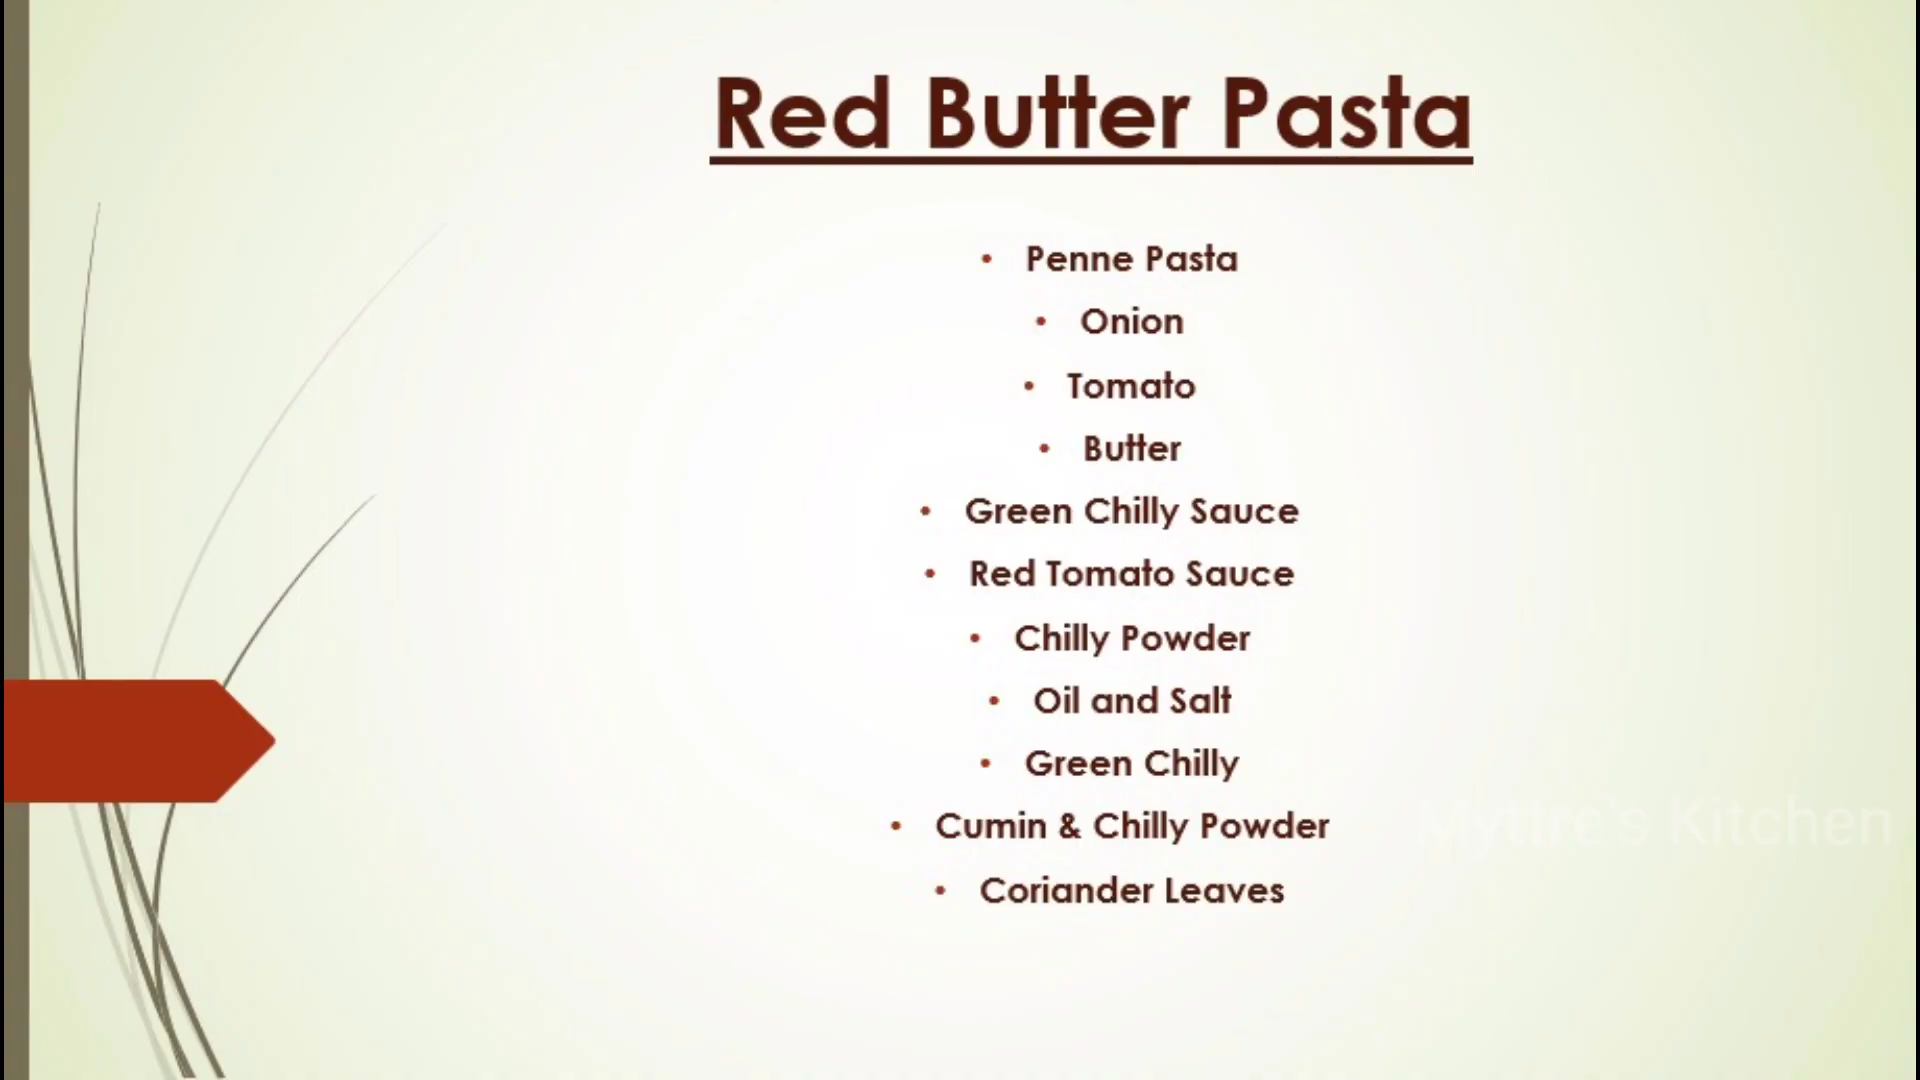 Red Butter Pasta
• Penne Pasta
• Onion
• Tomato
• Butter
• Green Chilly Sauce
• Red Tomato Sauce
• Chilly Powder
• Oil and Salt
• Green Chilly
• Cumin & Chilly Powder
• Coriander Leaves
Kitchen